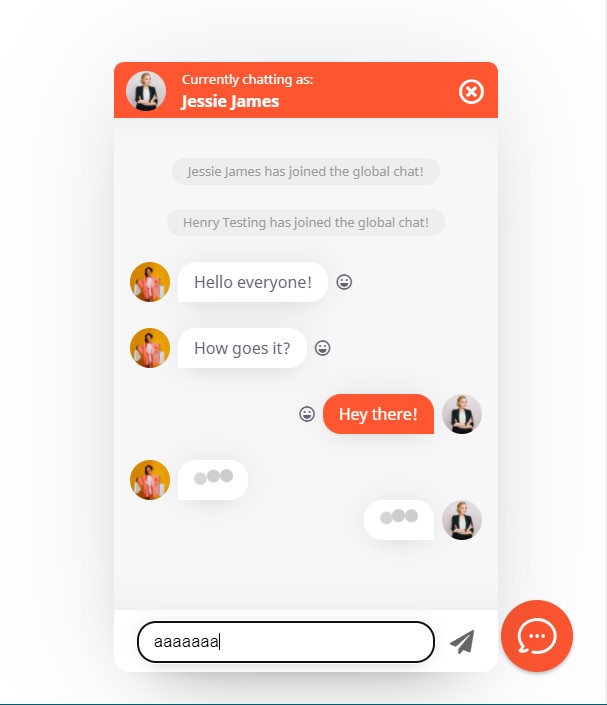 Currently chatting as:
Jessie James
Jessie James has joined the global chat!
Henry Testing has joined the global chat!
Hello everyone!
How goes it?
Hey there!
aaaaaaa